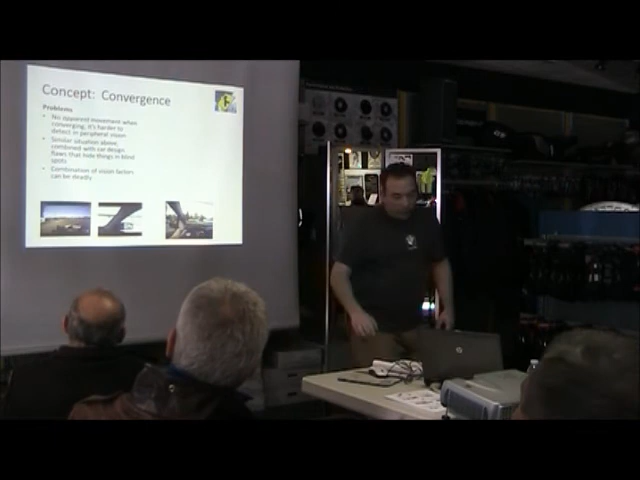 Concept: Convergence
Problems
• No apparent movement when
converging, it's harder to
detect in peripheral vision
• Similar situation above,
combined with car design
flaws that hide things in blind
spots
• Combination of vision factors
can be deadly